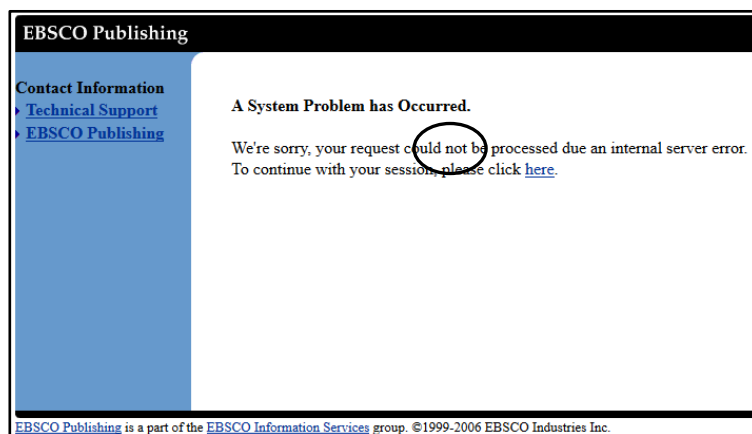 EBSCO Publishing
Contact Information
Technical Support
EBSCO Publishing
A System Problem has Occurred.
We're sorry, your request could not be processed due an internal server error.
To continue with your session, please click here.
EBSCO Publishing is a part of the EBSCO Information Services group. ©1999-2006 EBSCO Industries Inc.